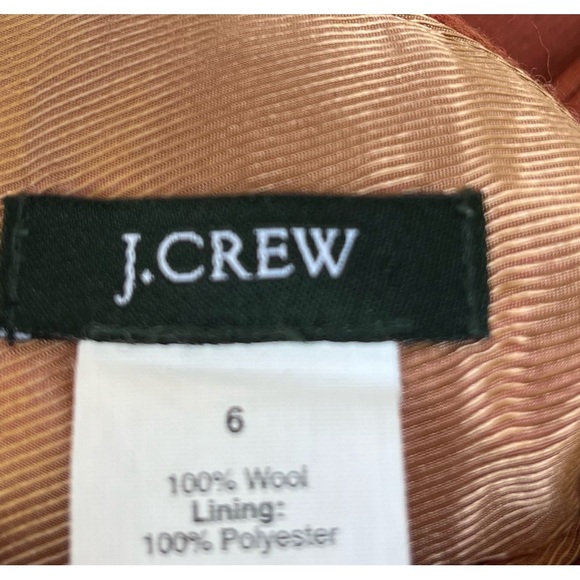 J.CREW
6
100% Wool
Lining:
100% Polyester